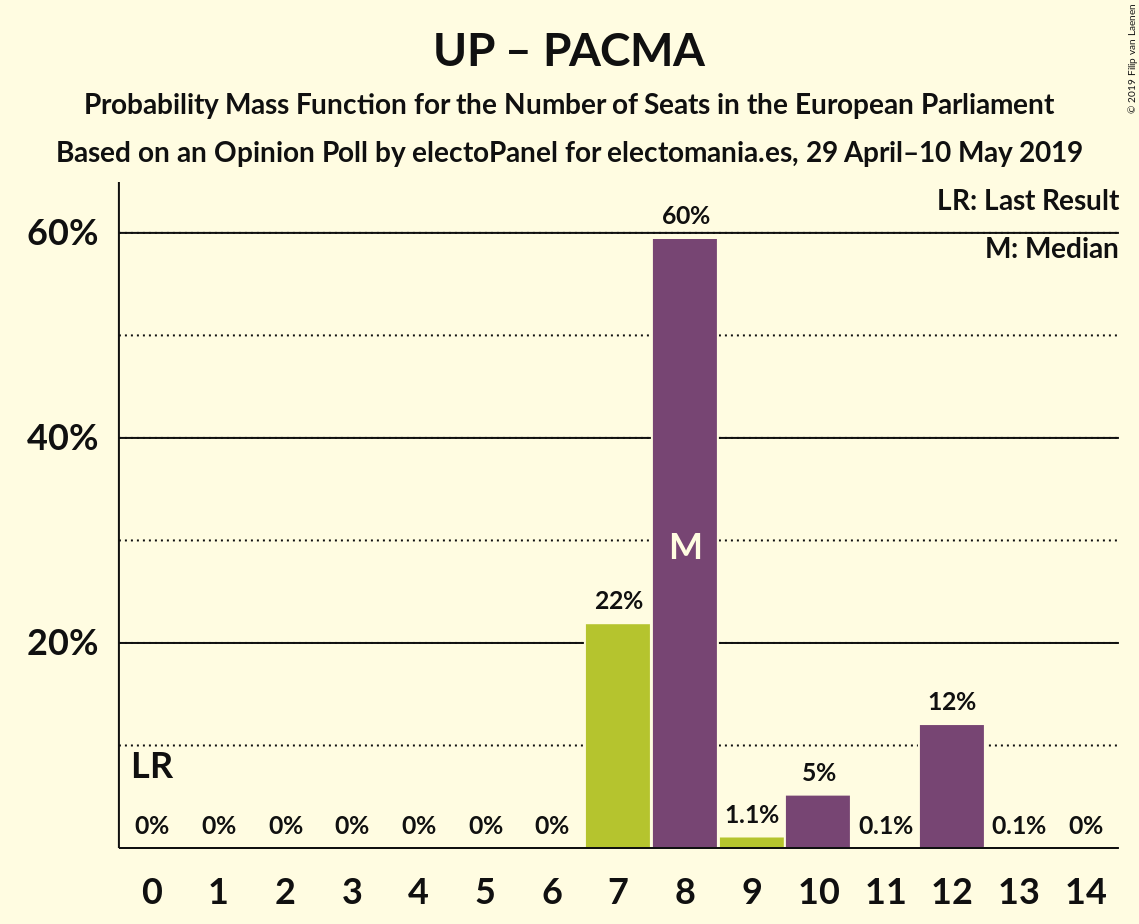 UP – PACMA
Probability Mass Function for the Number of Seats in the European Parliament
Based on an Opinion Poll by electoPanel for electomania.es, 29 April–10 May 2019
© 2019 Filip van Laenen
LR: Last Result
M: Median
60%
40%
20%
60%
M
22%
12%
LR
5%
1.1%
0% 0% 0% 0% 0% 0% 0% 0.1% 0.1% 0%
0 1 2 3 4 5 6 7 8 9 10 11 12 13 14